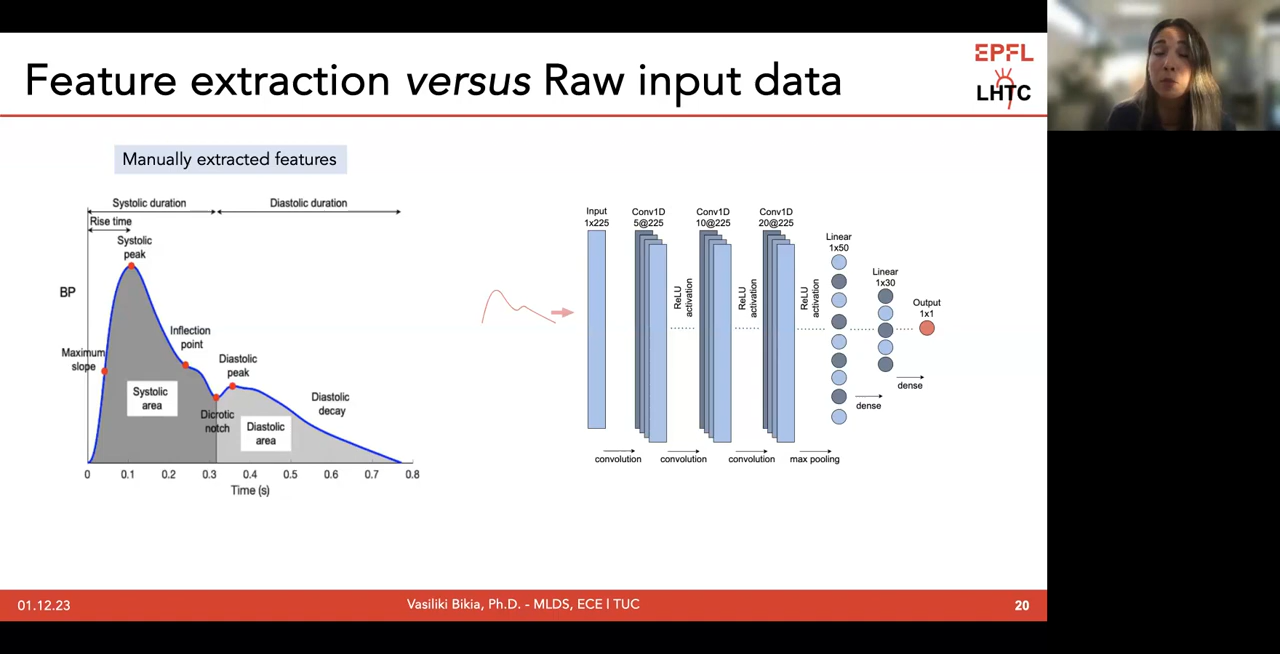 Feature extraction versus Raw input data
EPFL
LHTC
Manually extracted features
Systolic duration
Diastolic duration
Rise time
Systolic
peak
BP
Inflection
point
Maximum
slope
Diastolic
peak
Systolic
area
Diastolic
decay
Dicrotic
notch
Diastolic
area
0
0.1
0.2
0.3
0.4
0.5
0.6
0.7
0.8
Time (s)
Input
1x225
Conv1D
5@225
Conv1D
10@225
Conv1D
20@225
Linear
1x50
Linear
1x30
Output
1x1
ReLU
activation
ReLU
activation
ReLU
activation
dense
dense
convolution
convolution
convolution
max pooling
01.12.23
Vasiliki Bikia, Ph.D. - MLDS, ECE | TUC
20